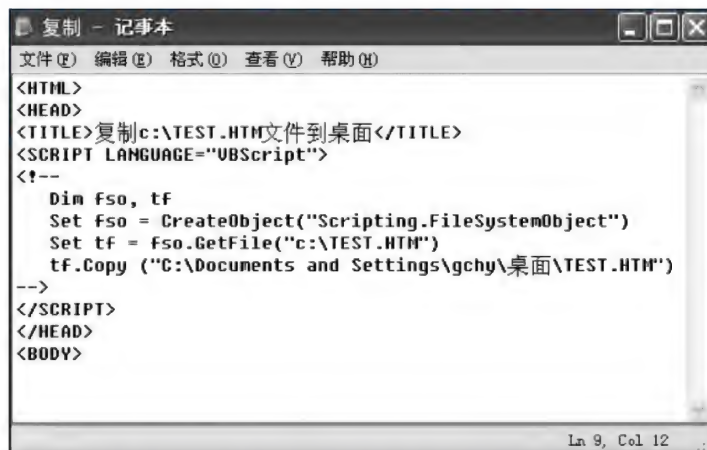 复制 - 记事本
文件(F) 编辑(E) 格式(O) 查看(V) 帮助(H)
<HTML>
<HEAD>
<TITLE>复制c:\TEST.HTM文件到桌面</TITLE>
<SCRIPT LANGUAGE="VBScript">
<!--
Dim fso, tf
Set fso = CreateObject("Scripting.FileSystemObject")
Set tf = fso.GetFile("c:\TEST.HTM")
tf.Copy ("C:\Documents and Settings\gchy\桌面\TEST.HTM")
-->
</SCRIPT>
</HEAD>
<BODY>
Ln 9, Col 12